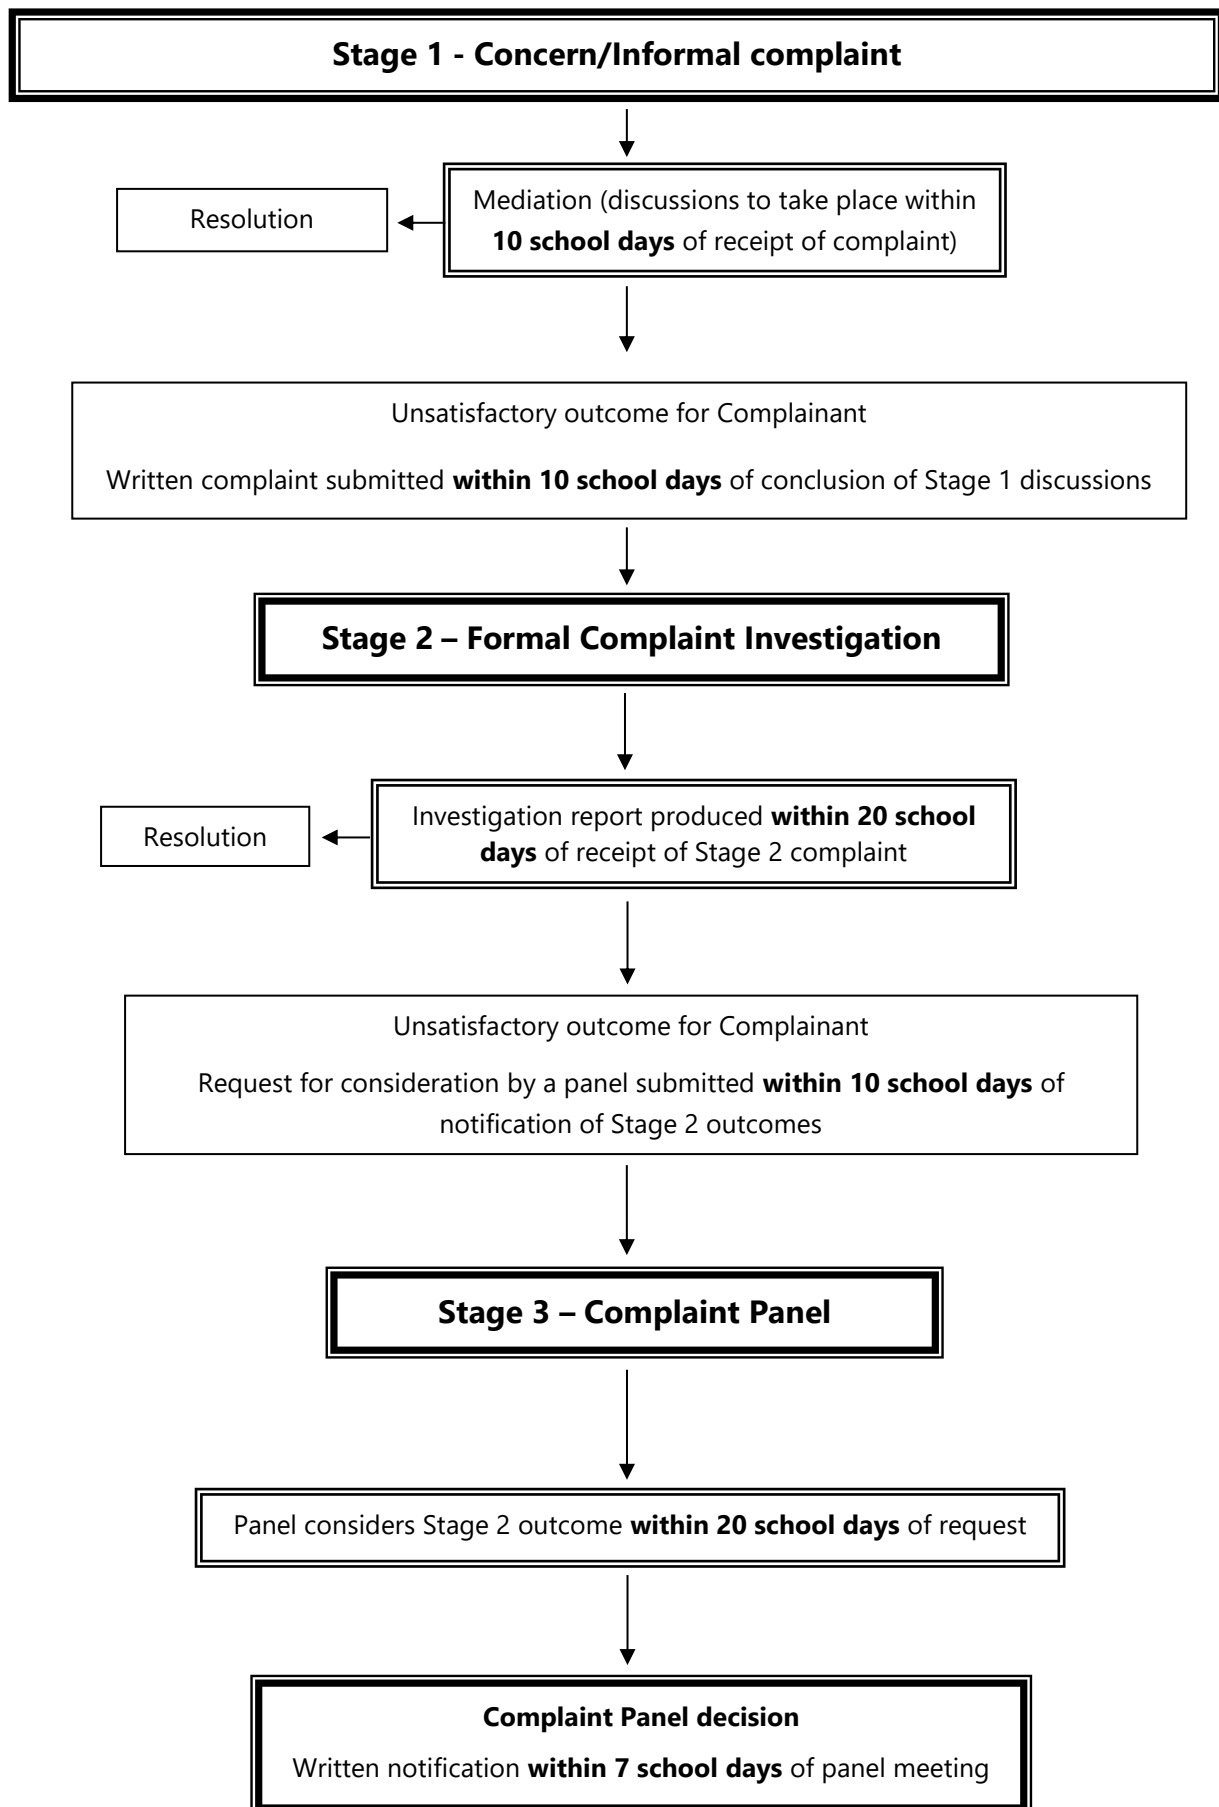 Stage 1 - Concern/Informal complaint
Mediation (discussions to take place within
10 school days of receipt of complaint)
Resolution
Unsatisfactory outcome for Complainant
Written complaint submitted within 10 school days of conclusion of Stage 1 discussions
Stage 2 – Formal Complaint Investigation
Investigation report produced within 20 school
days of receipt of Stage 2 complaint
Resolution
Unsatisfactory outcome for Complainant
Request for consideration by a panel submitted within 10 school days of
notification of Stage 2 outcomes
Stage 3 – Complaint Panel
Panel considers Stage 2 outcome within 20 school days of request
Complaint Panel decision
Written notification within 7 school days of panel meeting